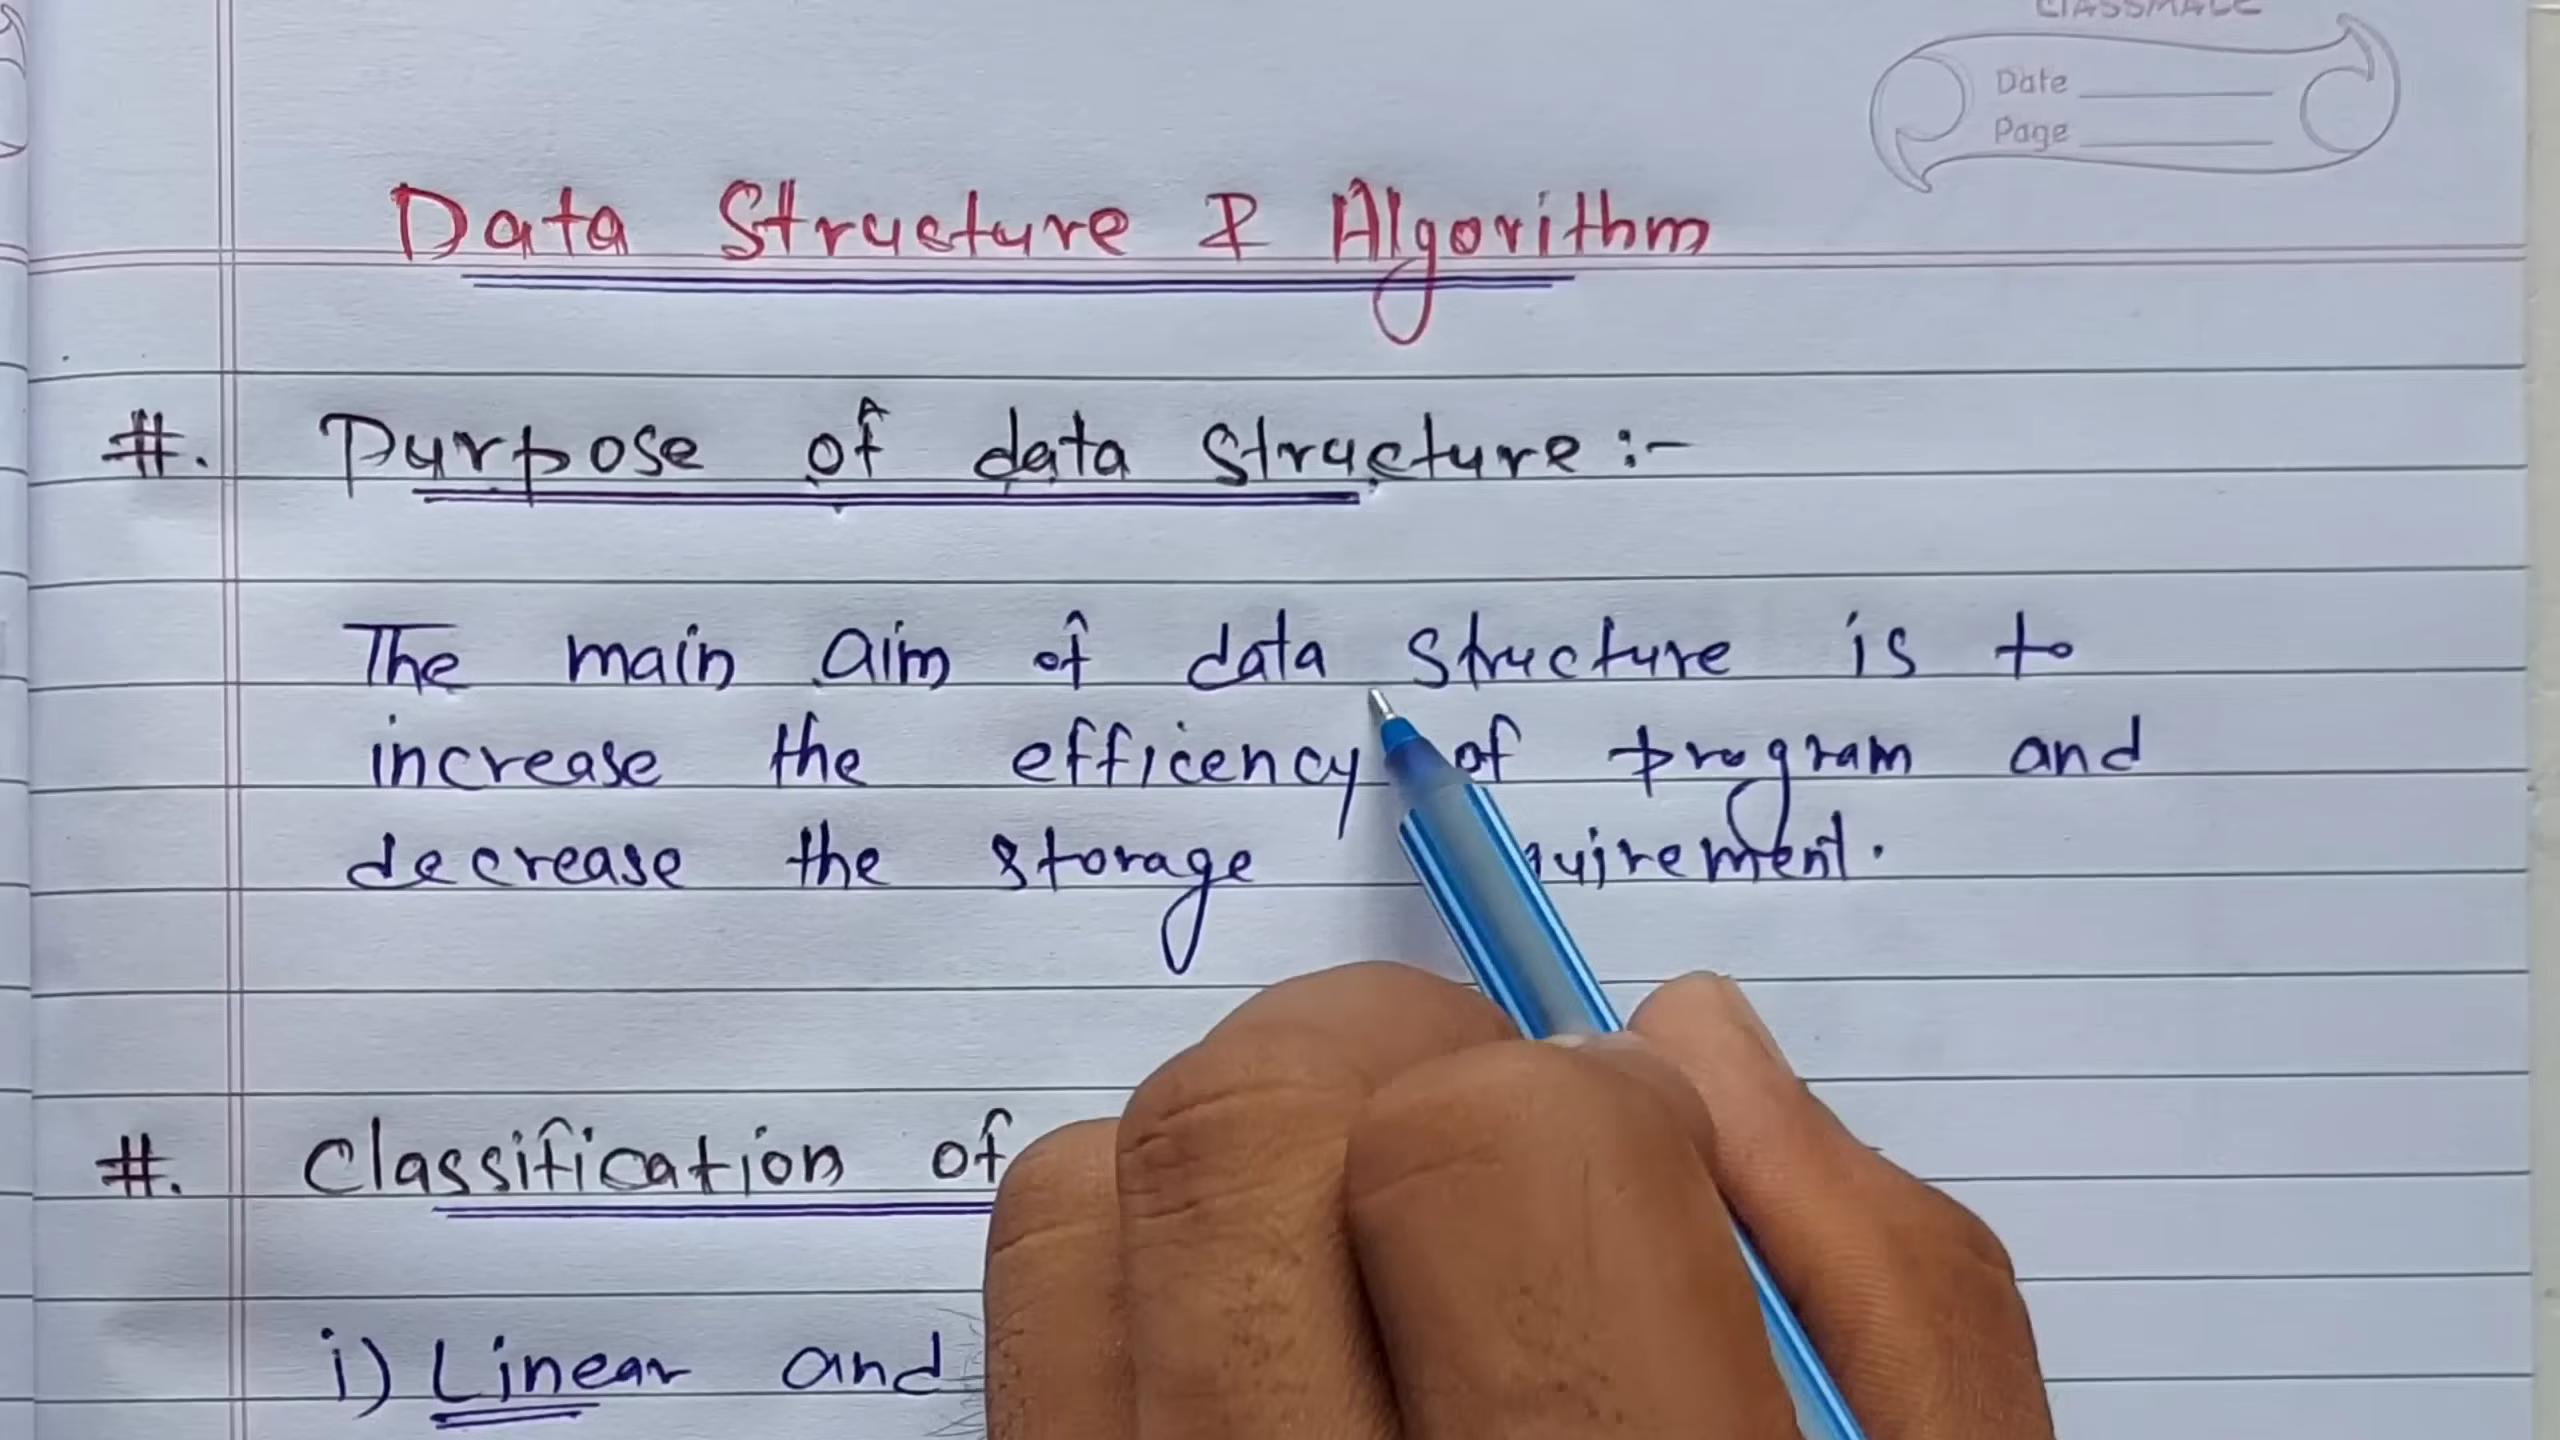 CLASSMATE
Date
Page
Data Structure & Algorithm
#. Purpose of data structure :-
The main aim of data structure is to
increase the efficency of program and
decrease the storage quirement.
#. Classification of
i) Linear and